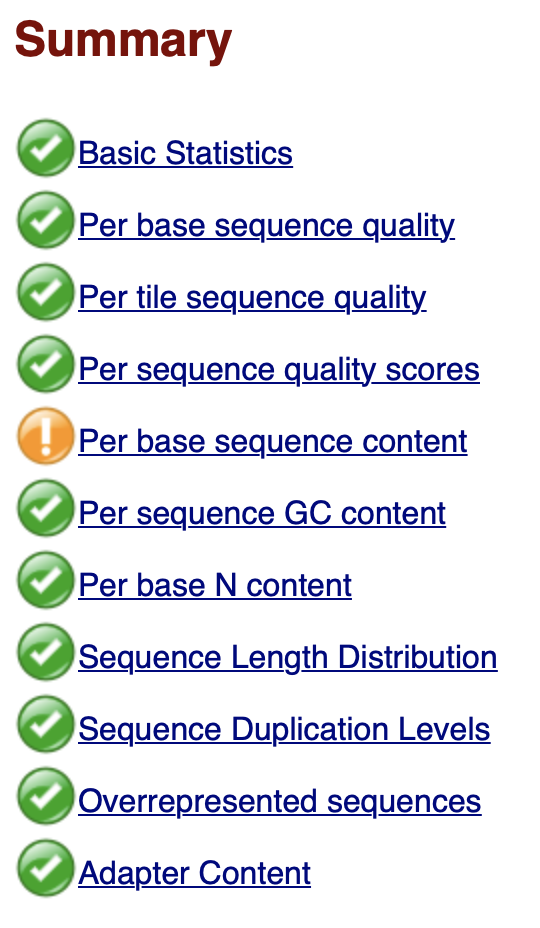 Summary
Basic Statistics
Per base sequence quality
Per tile sequence quality
Per sequence quality scores
Per base sequence content
Per sequence GC content
Per base N content
Sequence Length Distribution
Sequence Duplication Levels
Overrepresented sequences
Adapter Content